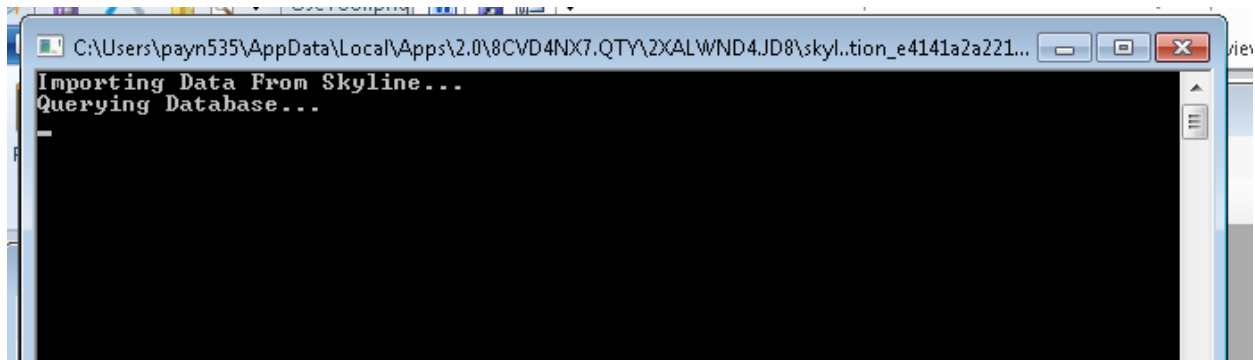 C:\Users\payn535\AppData\Local\Apps\2.0\8CVD4NX7.QTY\2XALWND4.JD8\skyl..tion_e4141a2a221...
Importing Data From Skyline...
Querying Database...